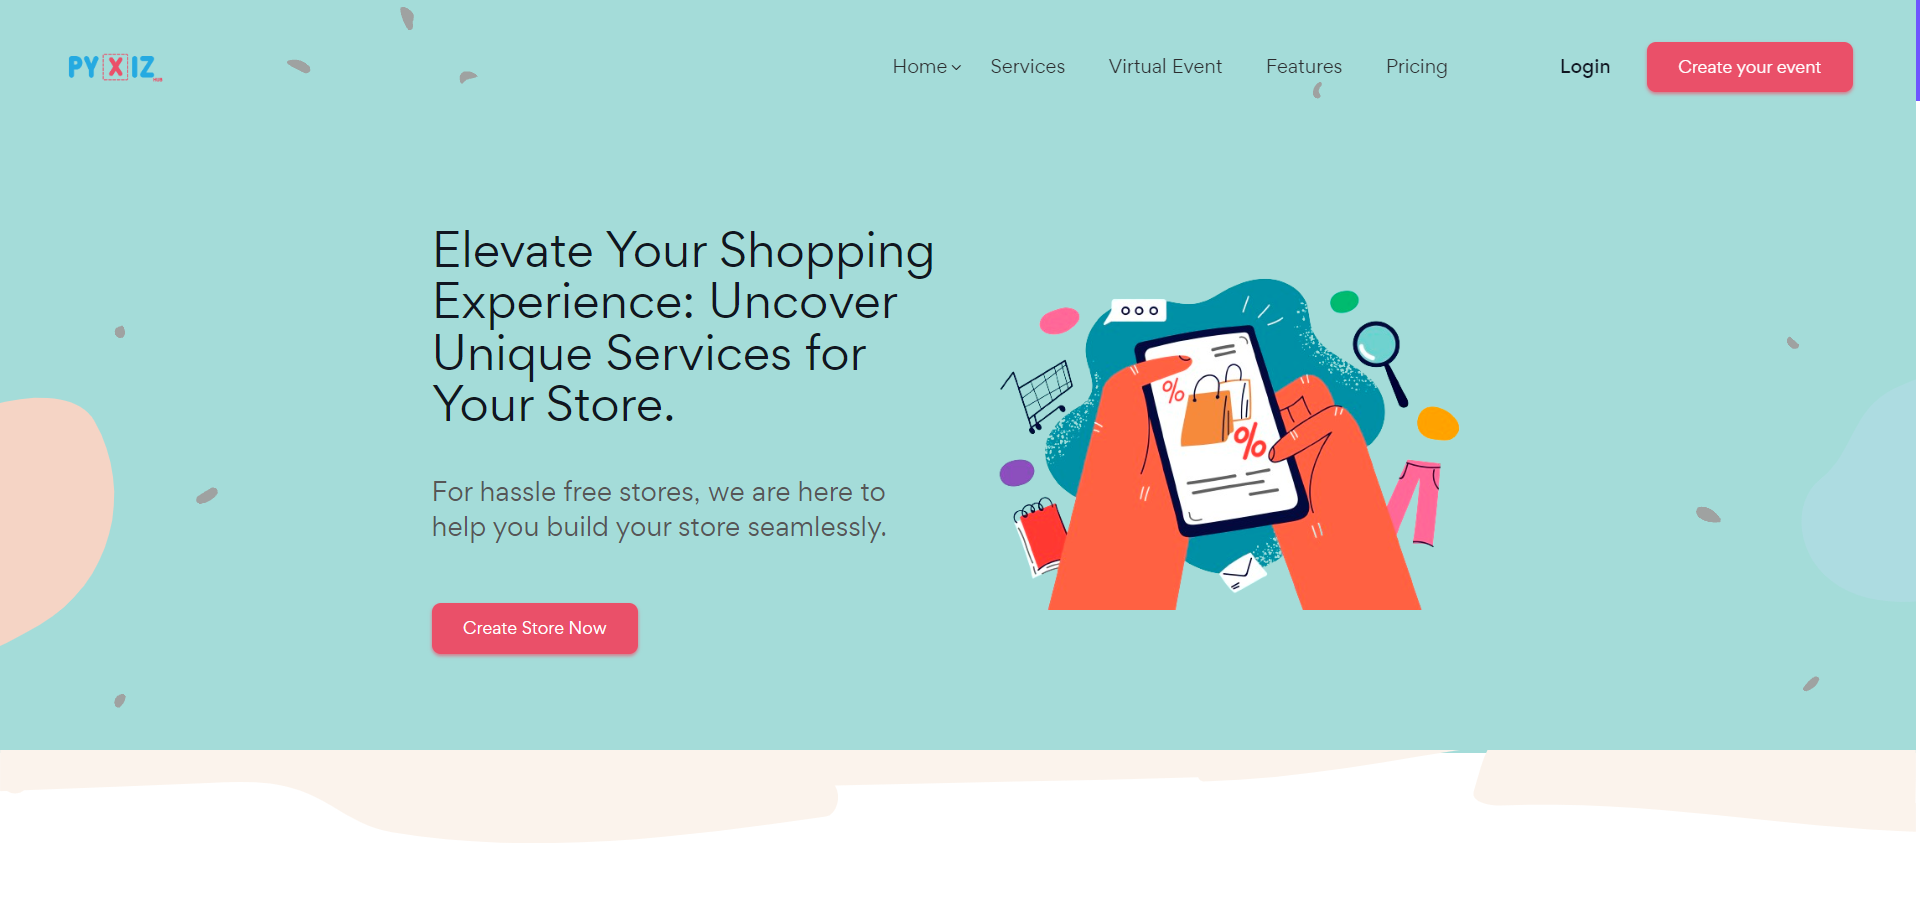 PYXIZ
HUB
Home
Services
Virtual Event
Features
Pricing
Login
Create your event
Elevate Your Shopping
Experience: Uncover
Unique Services for
Your Store.
For hassle free stores, we are here to
help you build your store seamlessly.
Create Store Now
%
%